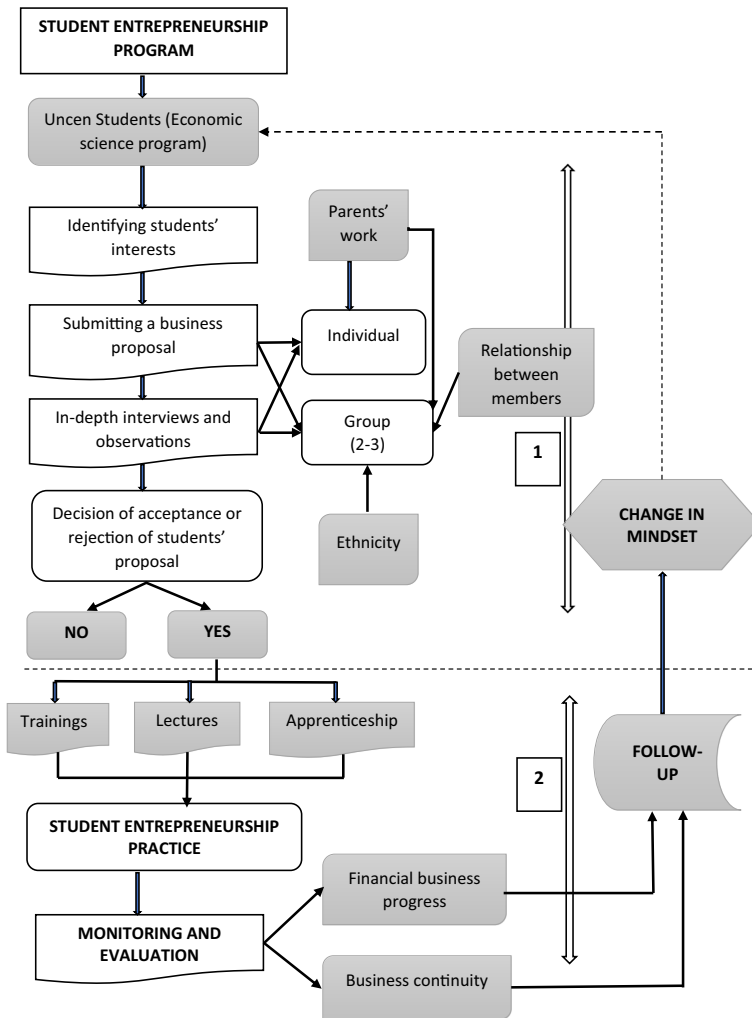 STUDENT ENTREPRENEURSHIP
PROGRAM
Uncen Students (Economic
science program)
Identifying students’
interests
Parents’
work
Submitting a business
proposal
Individual
Relationship
between
members
In-depth interviews and
observations
Group
(2-3)
1
Decision of acceptance or
rejection of students’
proposal
Ethnicity
CHANGE IN
MINDSET
NO
YES
Trainings
Lectures
Apprenticeship
FOLLOW-
UP
2
STUDENT ENTREPRENEURSHIP
PRACTICE
Financial business
progress
MONITORING AND
EVALUATION
Business continuity